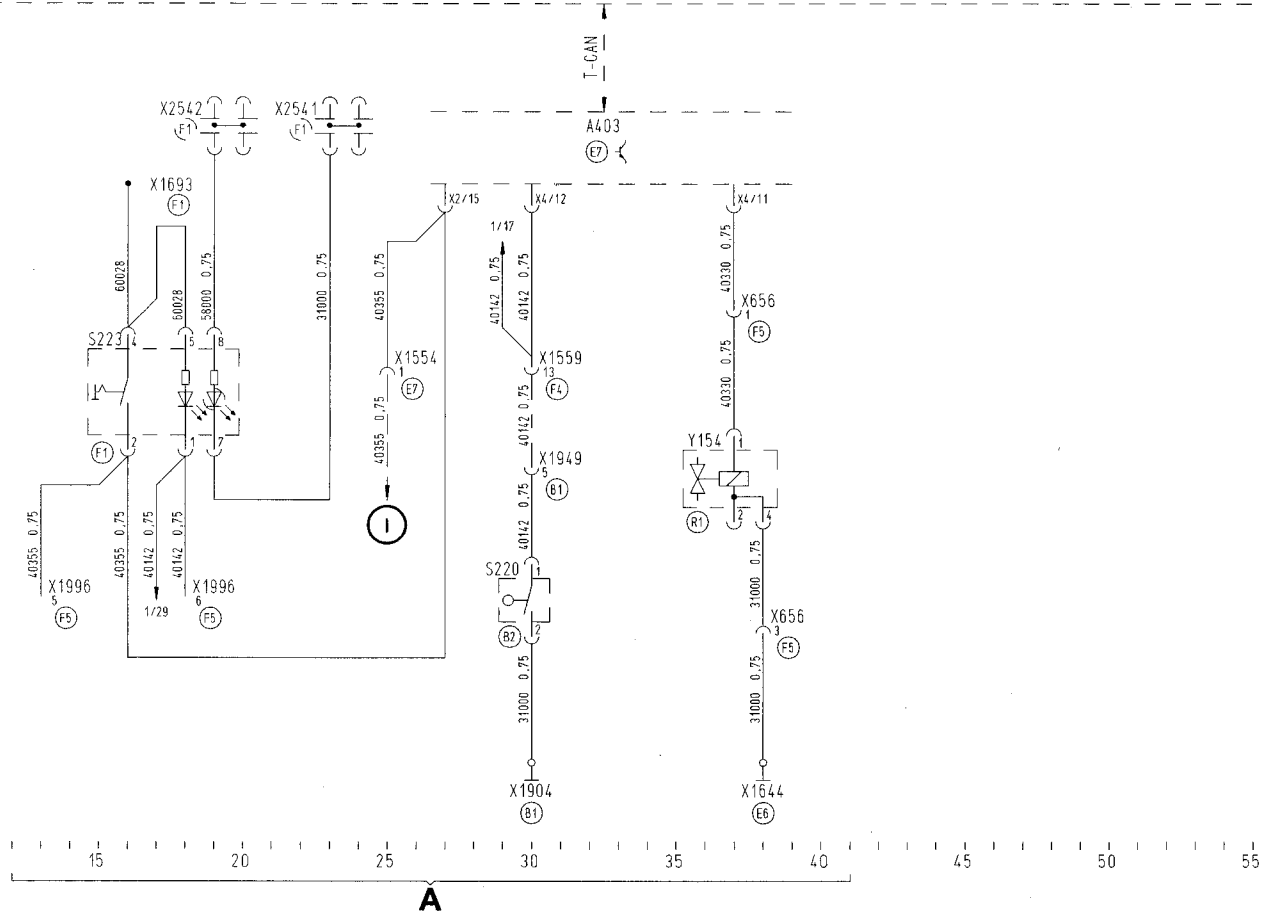 T-CAN
X2542
F1
X2541
F1
A403
E7
X1693
F1
X2/15
X4/12
X4/11
1/17
60028
60028
58000 0,75
31000 0,75
40355 0,75
40142 0,75
40142 0,75
40330 0,75
X656
1
F5
S223
4
5
8
X1554
1
E7
X1559
13
F4
40330 0,75
40355 0,75
40142 0,75
F1
2
1
7
Y154
1
X1949
5
B1
R1
2
4
40355 0,75
40355 0,75
40142 0,75
40142 0,75
I
40142 0,75
31000 0,75
X1996
5
F5
1/29
X1996
6
F5
S220
1
B2
2
X656
3
F5
31000 0,75
31000 0,75
X1904
B1
X1644
E6
15
20
25
30
35
40
45
50
55
A